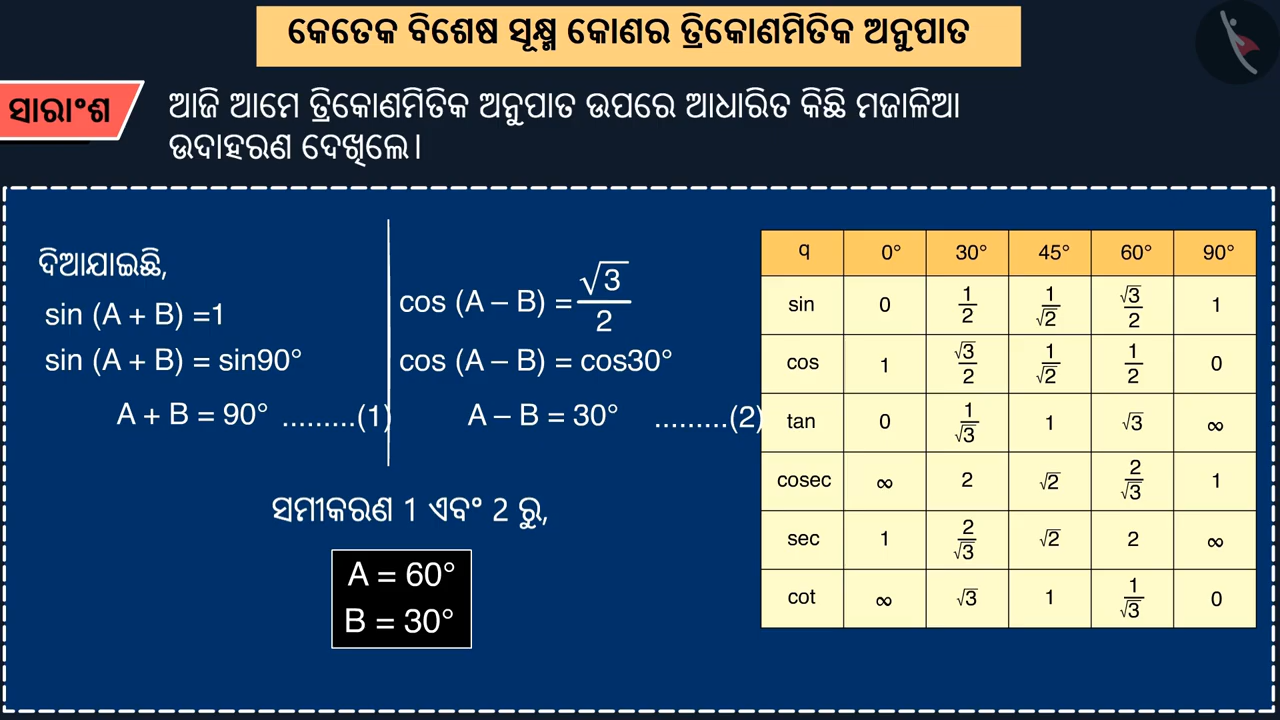 କେତେକ ବିଶେଷ ସୂକ୍ଷ୍ମ କୋଣର ତ୍ରିକୋଣମିତିକ ଅନୁପାତ
ସାରାଂଶ
ଆଜି ଆମେ ତ୍ରିକୋଣମିତିକ ଅନୁପାତ ଉପରେ ଆଧାରିତ କିଛି ମଜାଳିଆ
ଉଦାହରଣ ଦେଖିଲେ।
ଦିଆଯାଇଛି,
sin (A + B) =1
sin (A + B) = sin90°
A + B = 90° .........(1)
cos (A – B) = √3/2
cos (A – B) = cos30°
A – B = 30° .........(2)
ସମୀକରଣ 1 ଏବଂ 2 ରୁ,
A = 60°
B = 30°
q 0° 30° 45° 60° 90°
sin 0 1/2 1/√2 √3/2 1
cos 1 √3/2 1/√2 1/2 0
tan 0 1/√3 1 √3 ∞
cosec ∞ 2 √2 2/√3 1
sec 1 2/√3 √2 2 ∞
cot ∞ √3 1 1/√3 0